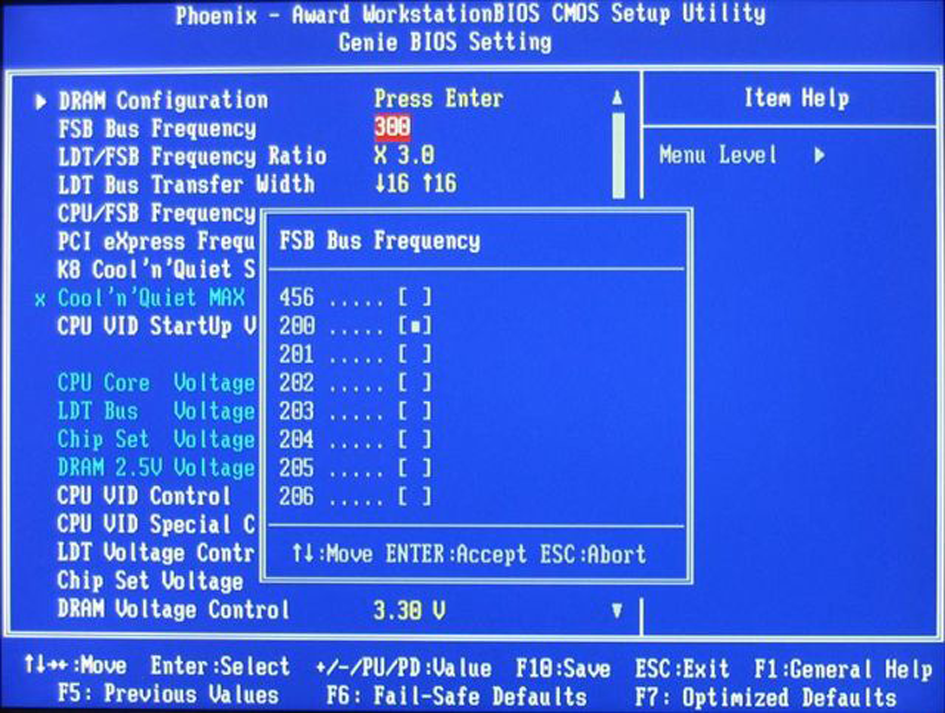 Phoenix - Award WorkstationBIOS CMOS Setup Utility
Genie BIOS Setting
▶ DRAM Configuration Press Enter
Item Help
FSB Bus Frequency 300
LDT/FSB Frequency Ratio X 3.0
Menu Level ▶
LDT Bus Transfer Width ↓16 ↑16
CPU/FSB Frequency
PCI eXpress Frequ
K8 Cool'n'Quiet S
x Cool'n'Quiet MAX
CPU VID StartUp V
CPU Core Voltage
LDT Bus Voltage
Chip Set Voltage
DRAM 2.5V Voltage
CPU VID Control
CPU VID Special C
LDT Voltage Contr
Chip Set Voltage
DRAM Voltage Control 3.30 V
FSB Bus Frequency
456 ..... [ ]
200 ..... [■]
201 ..... [ ]
202 ..... [ ]
203 ..... [ ]
204 ..... [ ]
205 ..... [ ]
206 ..... [ ]
↑↓:Move ENTER:Accept ESC:Abort
↑↓→←:Move Enter:Select +/-/PU/PD:Value F10:Save ESC:Exit F1:General Help
F5: Previous Values F6: Fail-Safe Defaults F7: Optimized Defaults